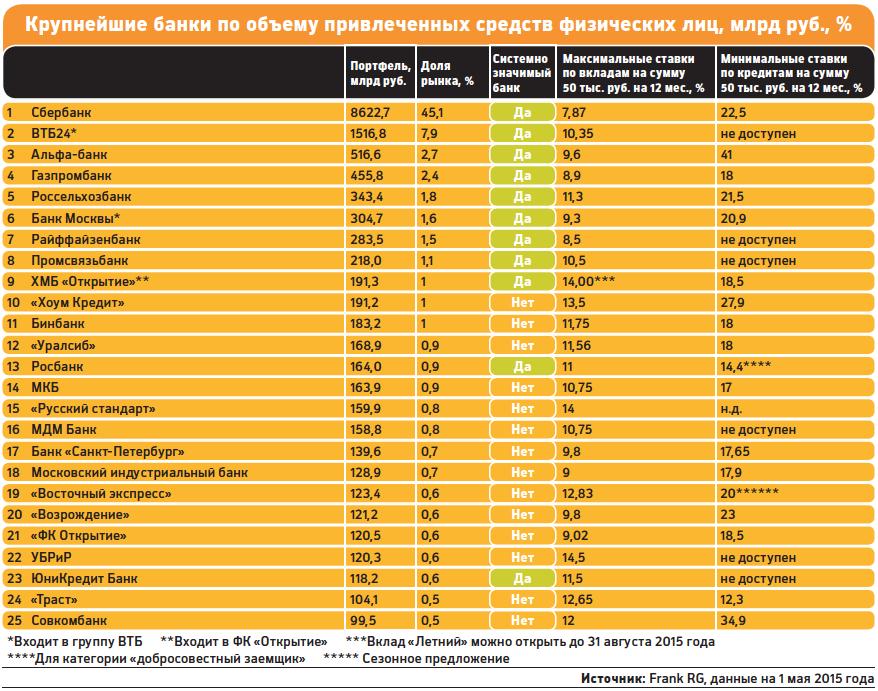 Крупнейшие банки по объему привлеченных средств физических лиц, млрд руб., %
Портфель, млрд руб. Доля рынка, % Системно значимый банк Максимальные ставки по вкладам на сумму 50 тыс. руб. на 12 мес., % Минимальные ставки по кредитам на сумму 50 тыс. руб. на 12 мес., %
1 Сбербанк 8622,7 45,1 Да 7,87 22,5
2 ВТБ24* 1516,8 7,9 Да 10,35 не доступен
3 Альфа-банк 516,6 2,7 Да 9,6 41
4 Газпромбанк 455,8 2,4 Да 8,9 18
5 Россельхозбанк 343,4 1,8 Да 11,3 21,5
6 Банк Москвы* 304,7 1,6 Да 9,3 20,9
7 Райффайзенбанк 283,5 1,5 Да 8,5 не доступен
8 Промсвязьбанк 218,0 1,1 Да 10,5 не доступен
9 ХМБ «Открытие»** 191,3 1 Да 14,00*** 18,5
10 «Хоум Кредит» 191,2 1 Нет 13,5 27,9
11 Бинбанк 183,2 1 Нет 11,75 18
12 «Уралсиб» 168,9 0,9 Нет 11,56 18
13 Росбанк 164,0 0,9 Да 11 14,4****
14 МКБ 163,9 0,9 Нет 10,75 17
15 «Русский стандарт» 159,9 0,8 Нет 14 н.д.
16 МДМ Банк 158,8 0,8 Нет 10,75 не доступен
17 Банк «Санкт-Петербург» 139,6 0,7 Нет 9,8 17,65
18 Московский индустриальный банк 128,9 0,7 Нет 9 17,9
19 «Восточный экспресс» 123,4 0,6 Нет 12,83 20******
20 «Возрождение» 121,2 0,6 Нет 9,8 23
21 «ФК Открытие» 120,5 0,6 Нет 9,02 18,5
22 УБРиР 120,3 0,6 Нет 14,5 не доступен
23 ЮниКредит Банк 118,2 0,6 Да 11,5 не доступен
24 «Траст» 104,1 0,5 Нет 12,65 12,3
25 Совкомбанк 99,5 0,5 Нет 12 34,9
*Входит в группу ВТБ **Входит в ФК «Открытие» ***Вклад «Летний» можно открыть до 31 августа 2015 года
****Для категории «добросовестный заемщик» ***** Сезонное предложение
Источник: Frank RG, данные на 1 мая 2015 года